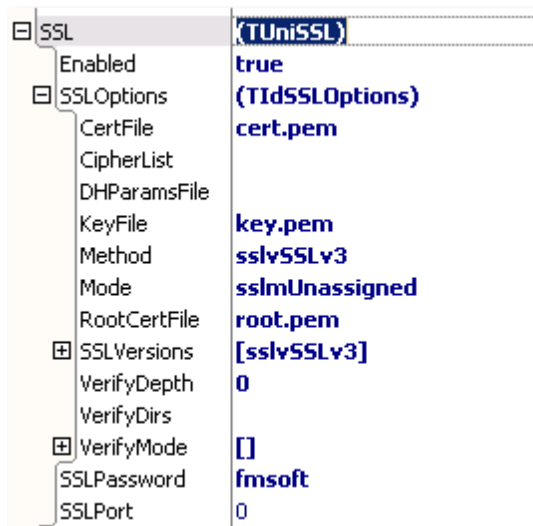 SSL (TUniSSL)
Enabled true
SSLOptions (TIdSSLOptions)
CertFile cert.pem
CipherList
DHParamsFile
KeyFile key.pem
Method sslvSSLv3
Mode sslmUnassigned
RootCertFile root.pem
SSLVersions [sslvSSLv3]
VerifyDepth 0
VerifyDirs
VerifyMode []
SSLPassword fmsoft
SSLPort 0